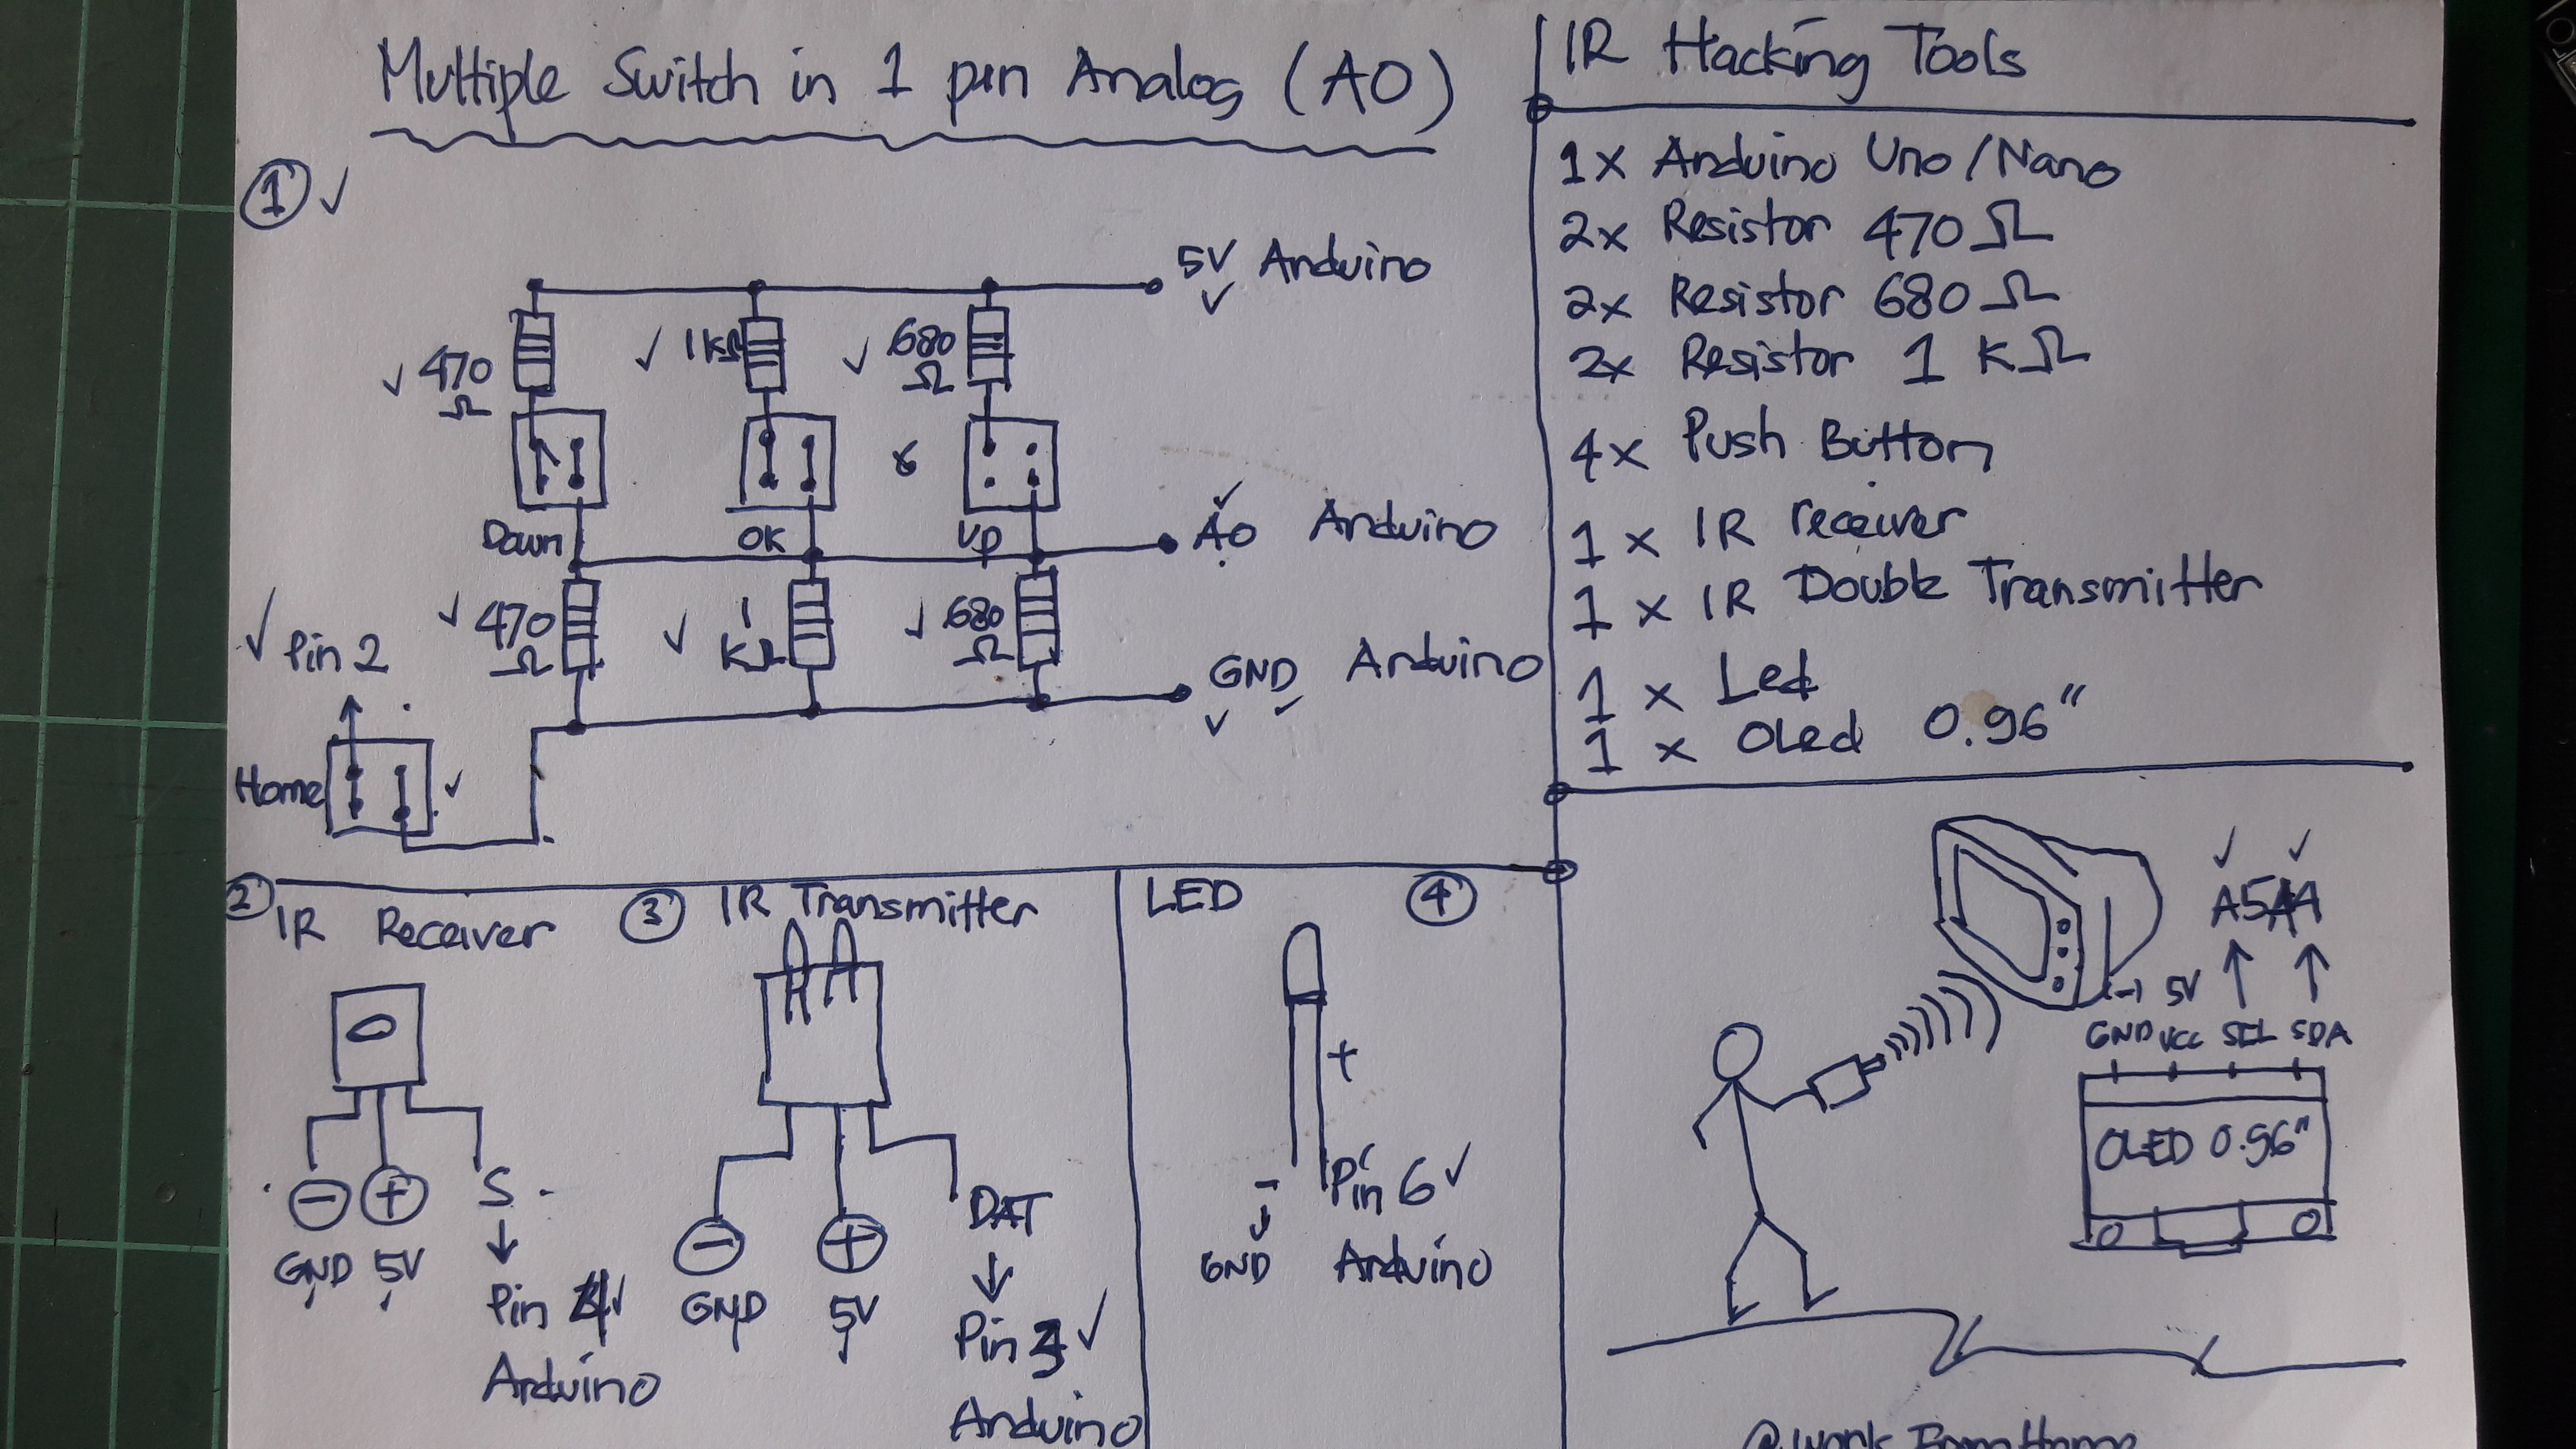 Multiple Switch in 1 pin Analog (A0)
1 ✓
5V Arduino
✓
✓ 470 Ω
✓ 1KΩ
✓ 680 Ω
Down
OK
Up
✓
A0 Arduino
✓ 470 Ω
✓ 1 KΩ
✓ 680 Ω
GND Arduino
✓ ✓
✓ Pin 2
Home ✓
2 IR Receiver
- + S
GND 5V
Pin 4 ✓
Arduino
3 IR Transmitter
- + DAT
GND 5V
Pin 3 ✓
Arduino
LED 4
+
-
Pin 6 ✓
GND Arduino
IR Hacking Tools
1x Arduino Uno/Nano
2x Resistor 470 Ω
2x Resistor 680 Ω
2x Resistor 1 KΩ
4x Push Button
1 x IR receiver
1 x IR Double Transmitter
1 x Led
1 x OLed 0.96"
✓ ✓
A5 A4
(-) 5V
GND VCC SCL SDA
OLED 0.96"
@Work From Home